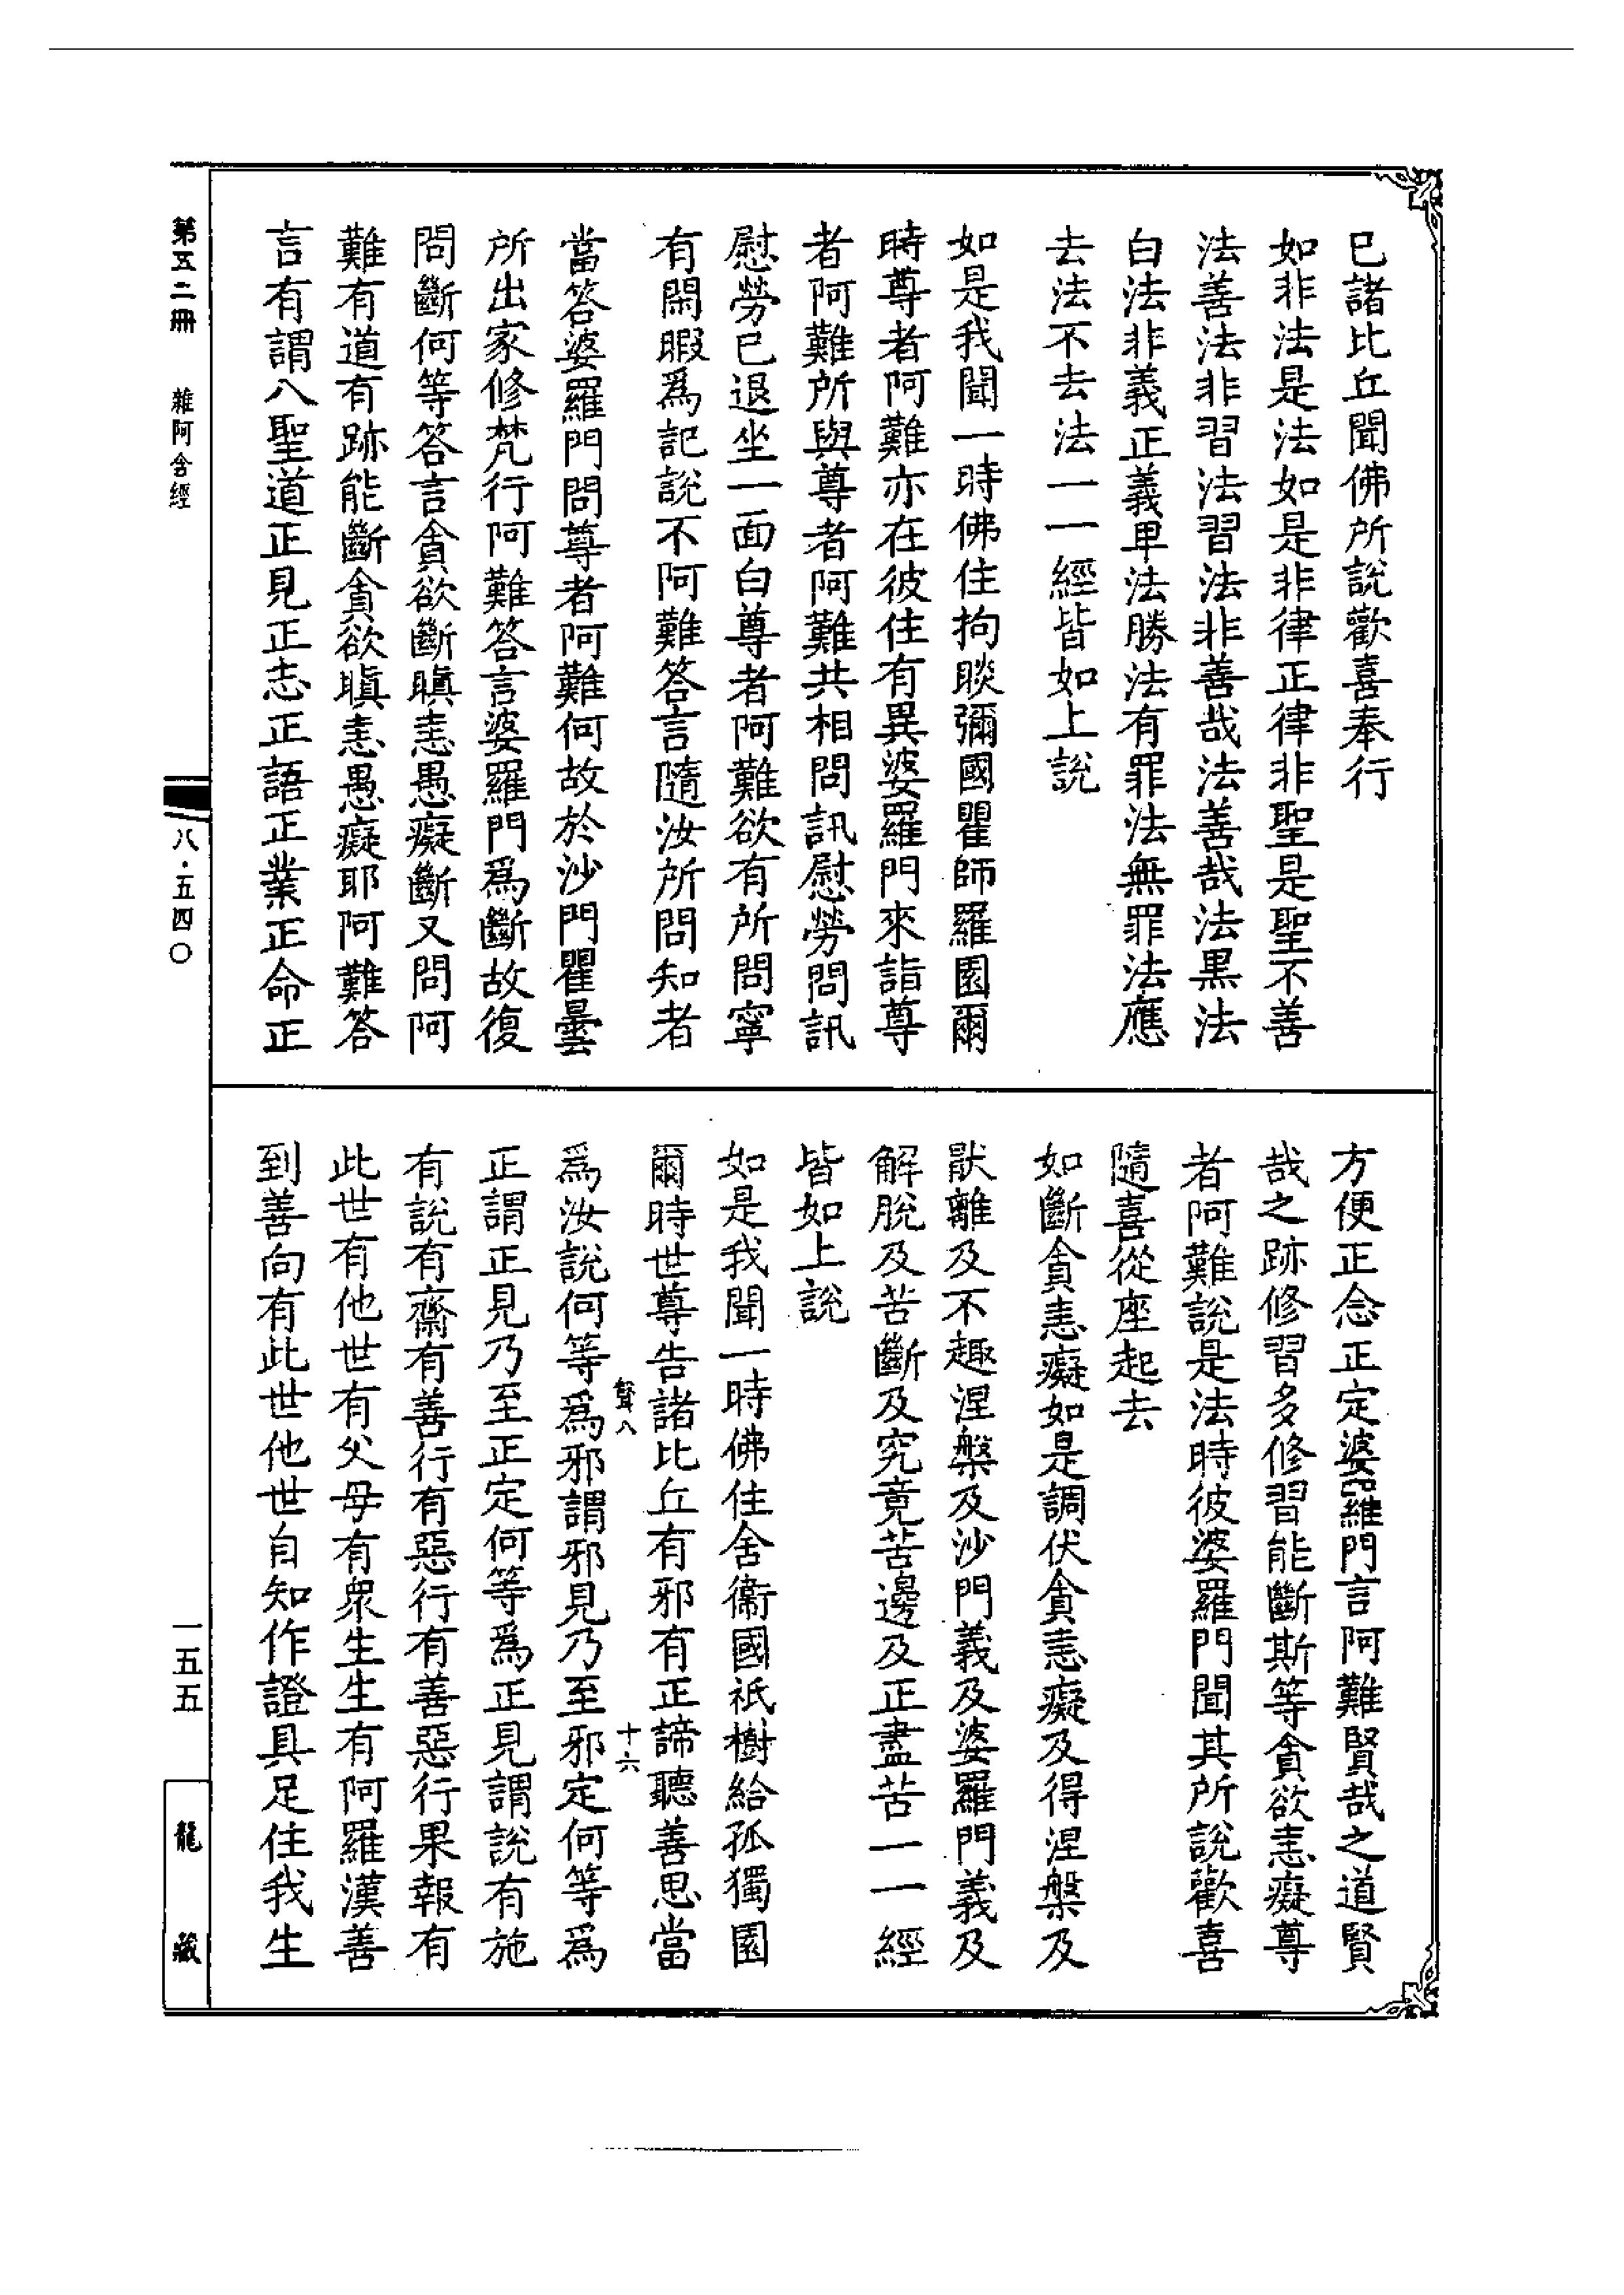 已諸比丘聞佛所說歡喜奉行
如非法是法如是非律正律非聖是聖不善
法善法非習法習法非善哉法善哉法黒法
白法非義正義卑法勝法有罪法無罪法應
去法不去法一一經皆如上說
如是我聞一時佛住拘睒彌國瞿師羅園爾
時尊者阿難亦在彼住有異婆羅門來詣尊
者阿難所與尊者阿難共相問訊慰勞問訊
慰勞已退坐一面白尊者阿難欲有所問寧
有閑暇爲記說不阿難答言隨汝所問知者
當答婆羅門問尊者阿難何故於沙門瞿曇
所出家修梵行阿難答言婆羅門爲斷故復
問斷何等答言貪欲斷瞋恚愚癡斷又問阿
難有道有跡能斷貪欲瞋恚愚癡耶阿難答
言有謂八聖道正見正志正語正業正命正
方便正念正定婆羅門言阿難賢哉之道賢
哉之跡修習多修習能斷斯等貪欲恚癡尊
者阿難說是法時彼婆羅門聞其所說歡喜
隨喜從座起去
如斷貪恚癡如是調伏貪恚癡及得涅槃及
猒離及不趣涅槃及沙門義及婆羅門義及
解脫及苦斷及究竟苦邊及正盡苦一一經
皆如上說
如是我聞一時佛住舍衞國祇樹給孤獨園
爾時世尊告諸比丘有邪有正諦聽善思當
聲八
十六
爲汝說何等爲邪謂邪見乃至邪定何等爲
正謂正見乃至正定何等爲正見謂說有施
有說有齋有善行有惡行有善惡行果報有
此世有他世有父母有衆生生有阿羅漢善
到善向有此世他世自知作證具足住我生
第五二冊
雜阿含經
八·五四〇
一五五
龍藏